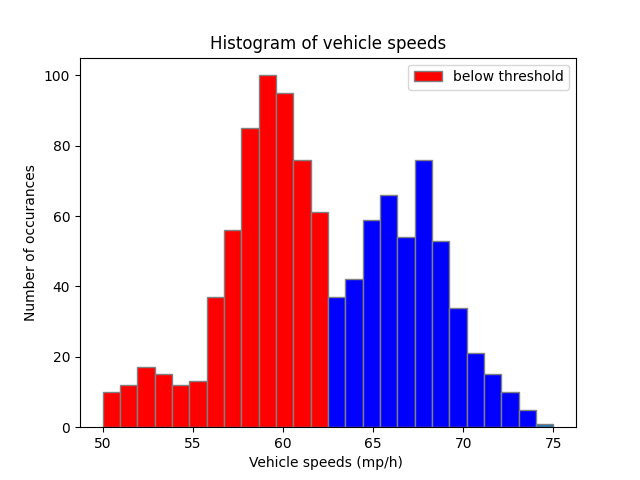 Histogram of vehicle speeds
below threshold
100
80
60
40
20
0
Number of occurances
50 55 60 65 70 75
Vehicle speeds (mp/h)